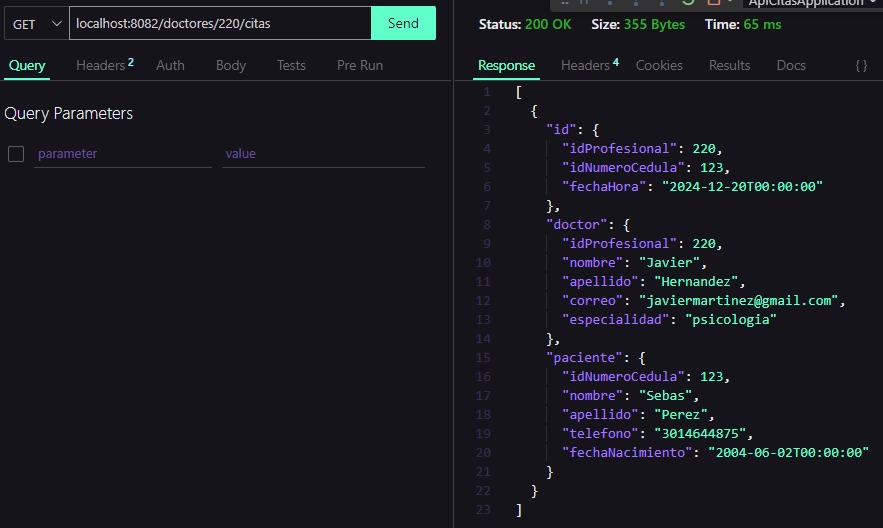 GET localhost:8082/doctores/220/citas Send
Query Headers 2 Auth Body Tests Pre Run
Query Parameters
parameter value
ApiCitasApplication
Status: 200 OK Size: 355 Bytes Time: 65 ms
Response Headers 4 Cookies Results Docs { }
1 [
2 {
3 "id": {
4 "idProfesional": 220,
5 "idNumeroCedula": 123,
6 "fechaHora": "2024-12-20T00:00:00"
7 },
8 "doctor": {
9 "idProfesional": 220,
10 "nombre": "Javier",
11 "apellido": "Hernandez",
12 "correo": "javiermartinez@gmail.com",
13 "especialidad": "psicologia"
14 },
15 "paciente": {
16 "idNumeroCedula": 123,
17 "nombre": "Sebas",
18 "apellido": "Perez",
19 "telefono": "3014644875",
20 "fechaNacimiento": "2004-06-02T00:00:00"
21 }
22 }
23 ]